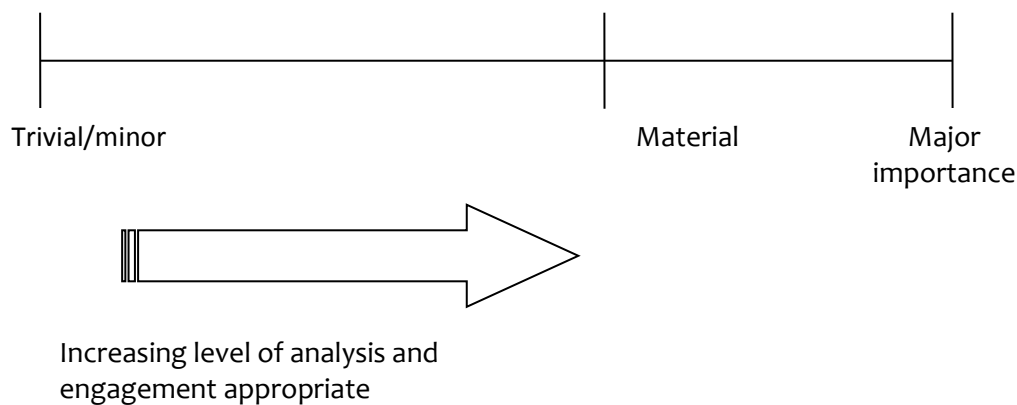 Trivial/minor
Material
Major
importance
Increasing level of analysis and
engagement appropriate